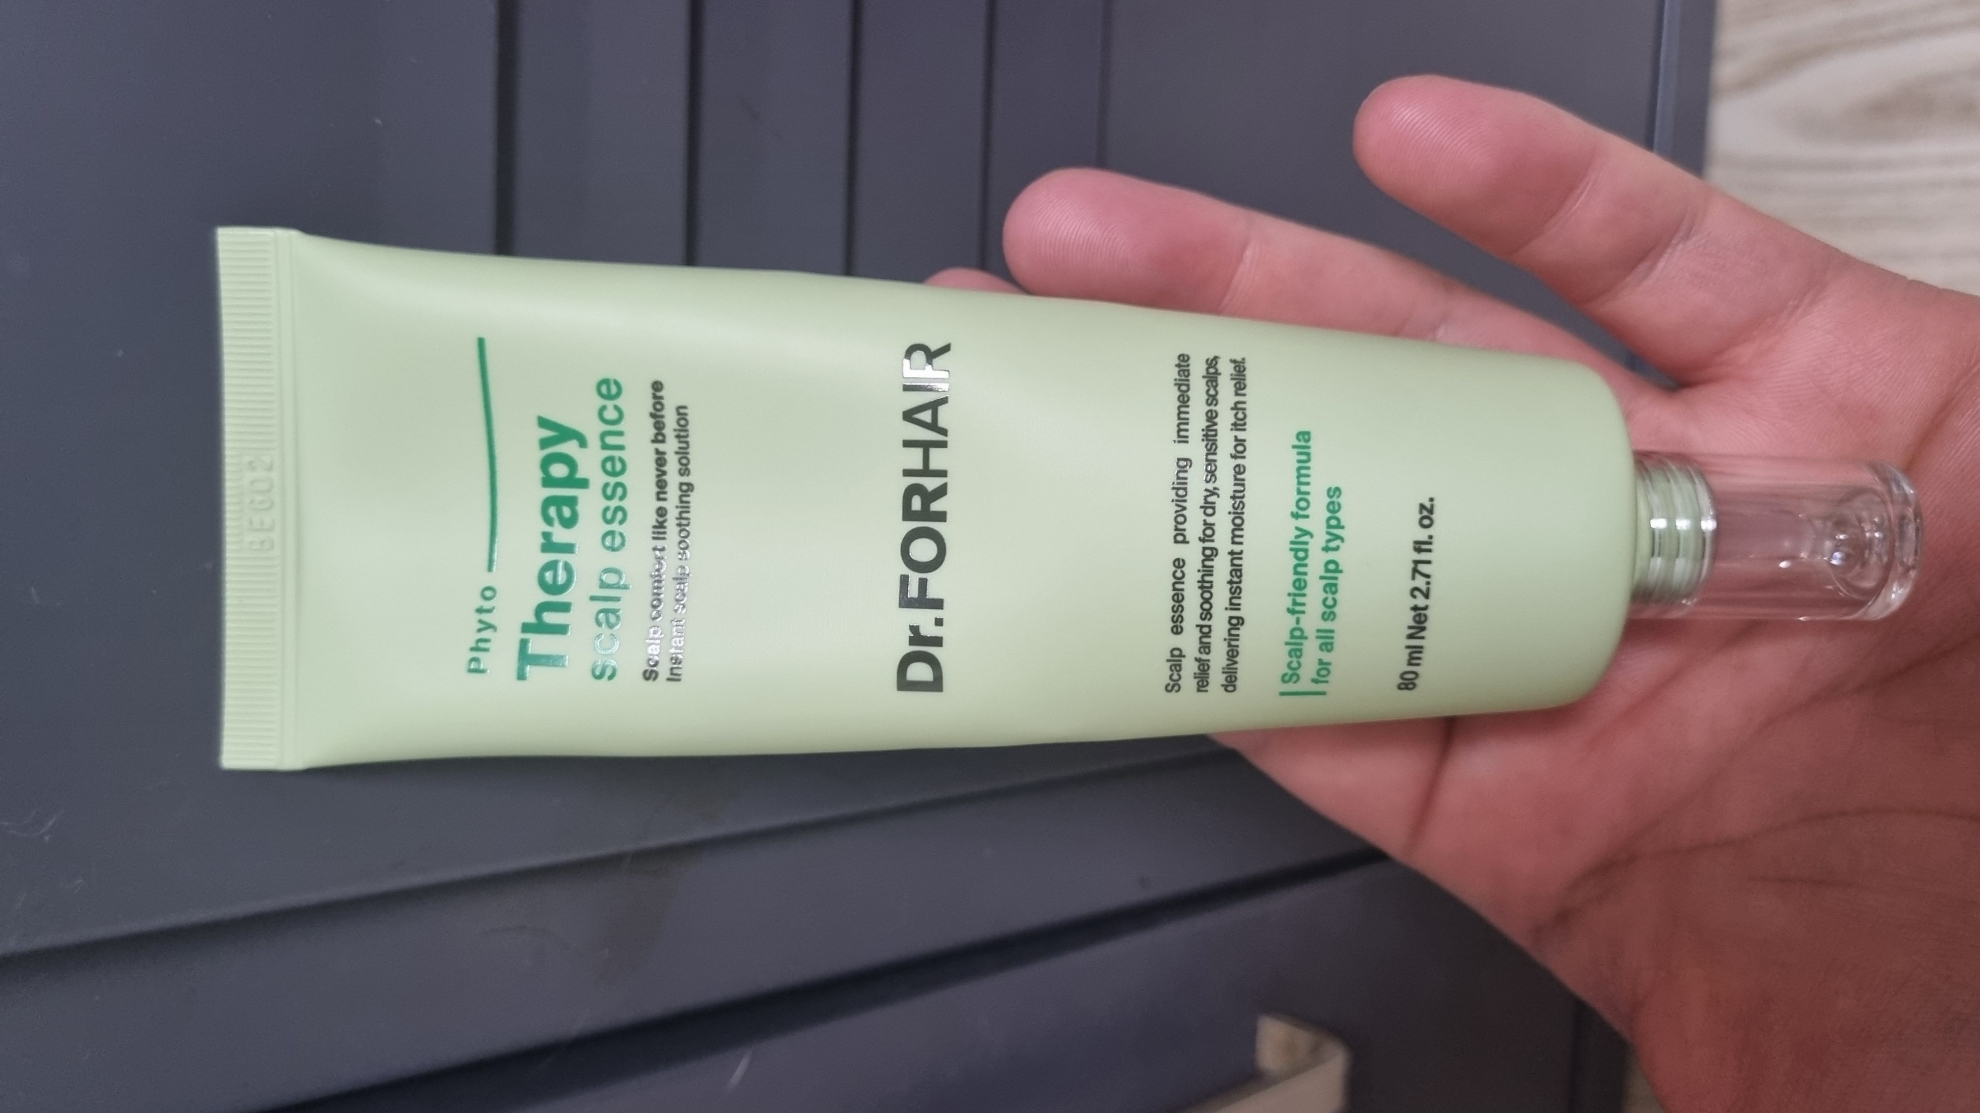 Phyto
Therapy
scalp essence
Scalp comfort like never before
Instant scalp soothing solution
Dr.FORHAIR
Scalp essence providing immediate
relief and soothing for dry, sensitive scalps,
delivering instant moisture for itch relief.
Scalp-friendly formula
for all scalp types
80 ml Net 2.71 fl. oz.